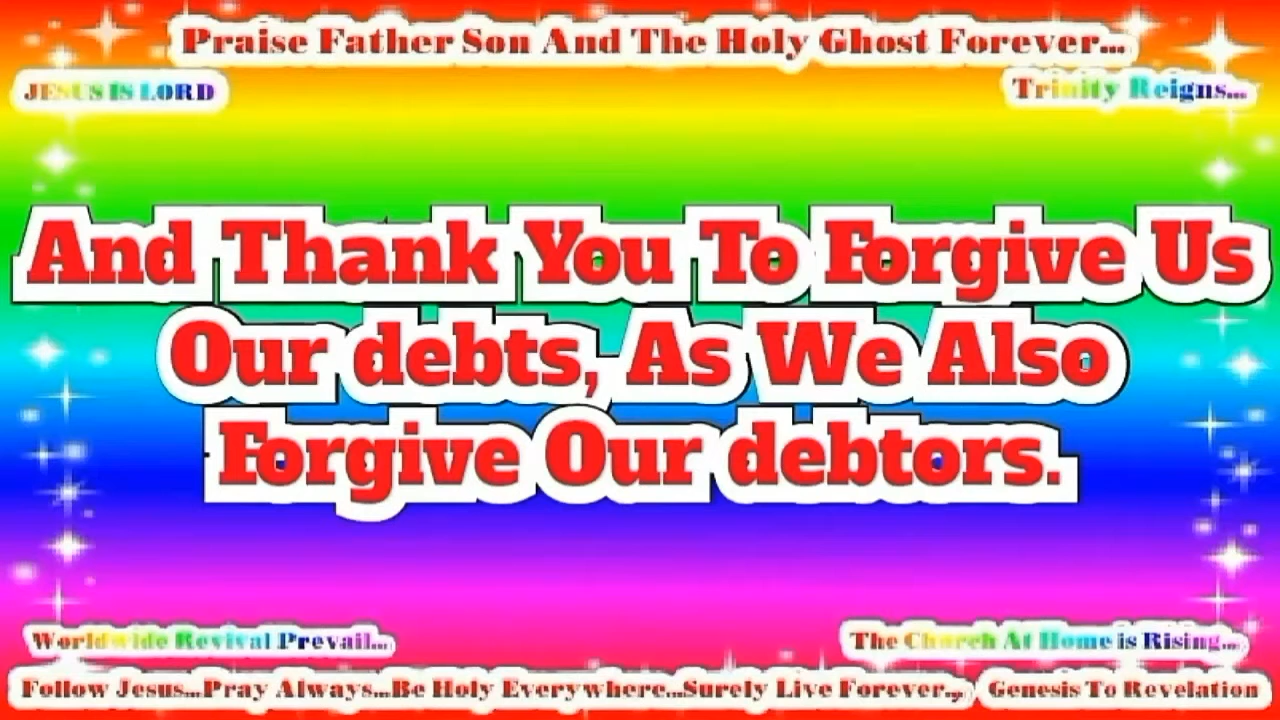 Praise Father Son And The Holy Ghost Forever...
JESUS IS LORD
Trinity Reigns...
And Thank You To Forgive Us
Our debts, As We Also
Forgive Our debtors.
Worldwide Revival Prevail...
The Church At Home is Rising...
Follow Jesus...Pray Always...Be Holy Everywhere...Surely Live Forever..,
Genesis To Revelation